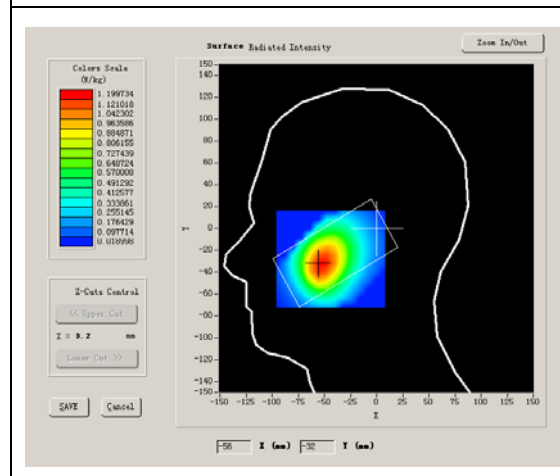 Surface Radiated Intensity
Zoom In/Out
Colors Scale
(W/kg)
1.199734
1.121018
1.042302
0.963586
0.884871
0.806155
0.727439
0.648724
0.570008
0.491292
0.412577
0.333861
0.255145
0.176429
0.097714
0.018998
150
140
120
100
80
60
40
20
0
-20
-40
-60
-80
-100
-120
-140
-150
Y
-150 -125 -100 -75 -50 -25 0 25 50 75 100 125 150
X
Z-Cuts Control
<< Upper Cut
Z = 0.2 mm
Lower Cut >>
SAVE
Cancel
-56 X (mm) -32 Y (mm)